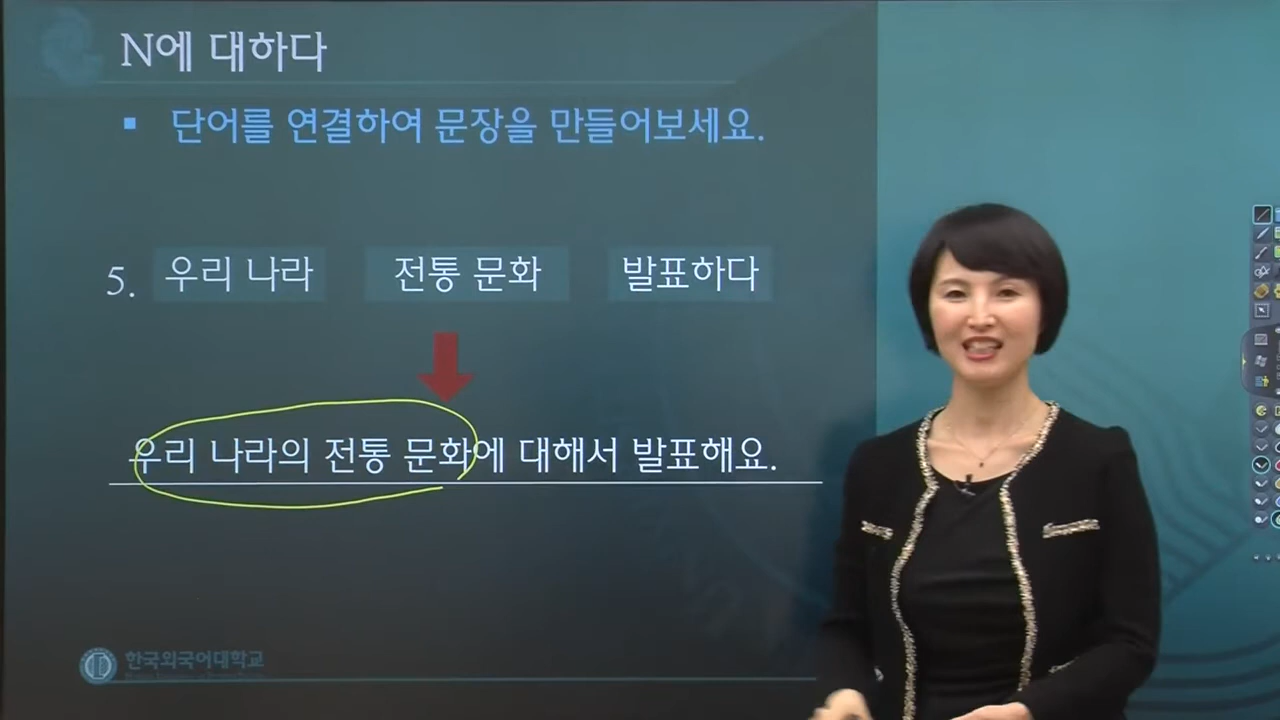 N에 대하다
▪ 단어를 연결하여 문장을 만들어보세요.
5. 우리 나라 전통 문화 발표하다
우리 나라의 전통 문화에 대해서 발표해요.
한국외국어대학교